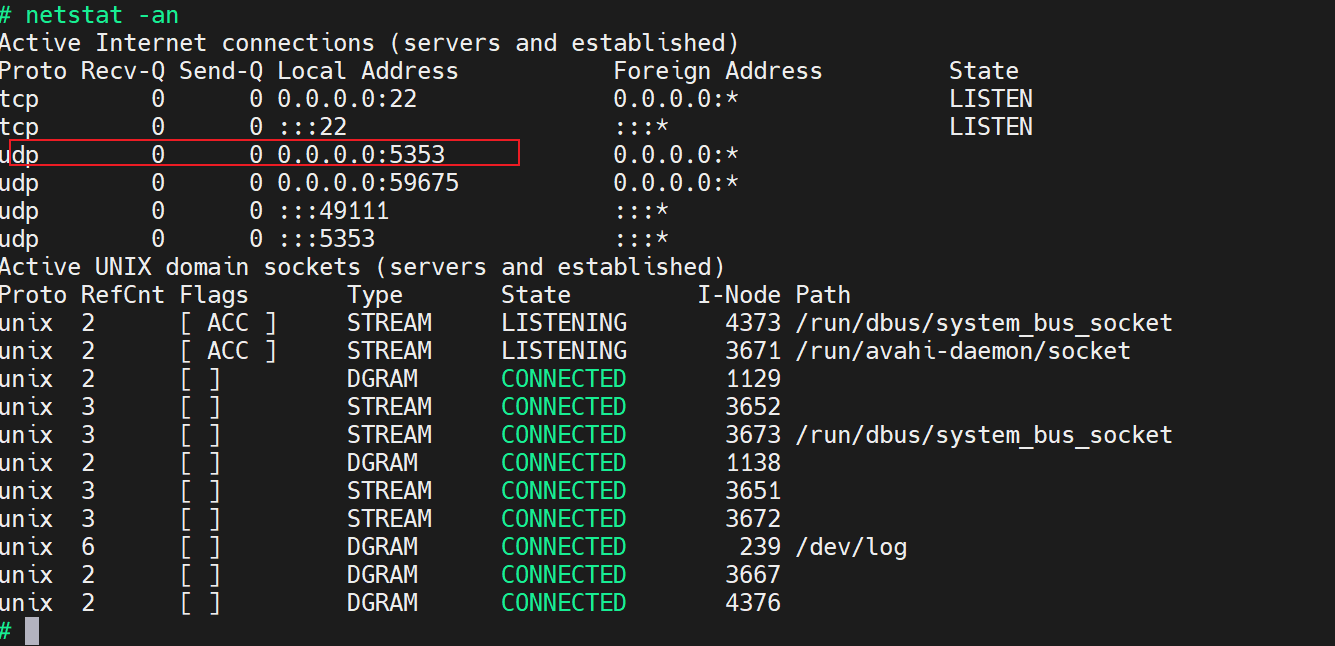 # netstat -an
Active Internet connections (servers and established)
Proto Recv-Q Send-Q Local Address           Foreign Address         State
tcp        0      0 0.0.0.0:22              0.0.0.0:*               LISTEN
tcp        0      0 :::22                   :::*                    LISTEN
udp        0      0 0.0.0.0:5353            0.0.0.0:*
udp        0      0 0.0.0.0:59675           0.0.0.0:*
udp        0      0 :::49111                :::*
udp        0      0 :::5353                 :::*
Active UNIX domain sockets (servers and established)
Proto RefCnt Flags       Type       State         I-Node Path
unix  2      [ ACC ]     STREAM     LISTENING       4373 /run/dbus/system_bus_socket
unix  2      [ ACC ]     STREAM     LISTENING       3671 /run/avahi-daemon/socket
unix  2      [ ]         DGRAM      CONNECTED       1129
unix  3      [ ]         STREAM     CONNECTED       3652
unix  3      [ ]         STREAM     CONNECTED       3673 /run/dbus/system_bus_socket
unix  2      [ ]         DGRAM      CONNECTED       1138
unix  3      [ ]         STREAM     CONNECTED       3651
unix  3      [ ]         STREAM     CONNECTED       3672
unix  6      [ ]         DGRAM      CONNECTED        239 /dev/log
unix  2      [ ]         DGRAM      CONNECTED       3667
unix  2      [ ]         DGRAM      CONNECTED       4376
#